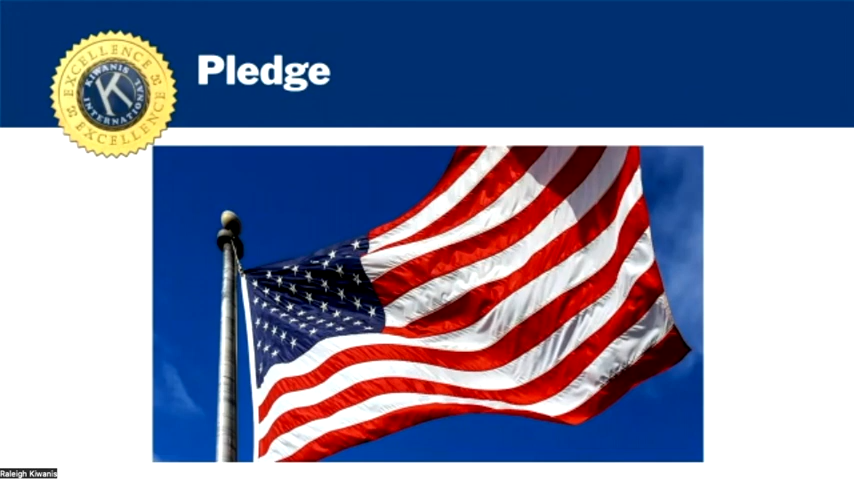 EXCELLENCE
KIWANIS
K
INTERNATIONAL
EXCELLENCE
Pledge
Raleigh Kiwanis